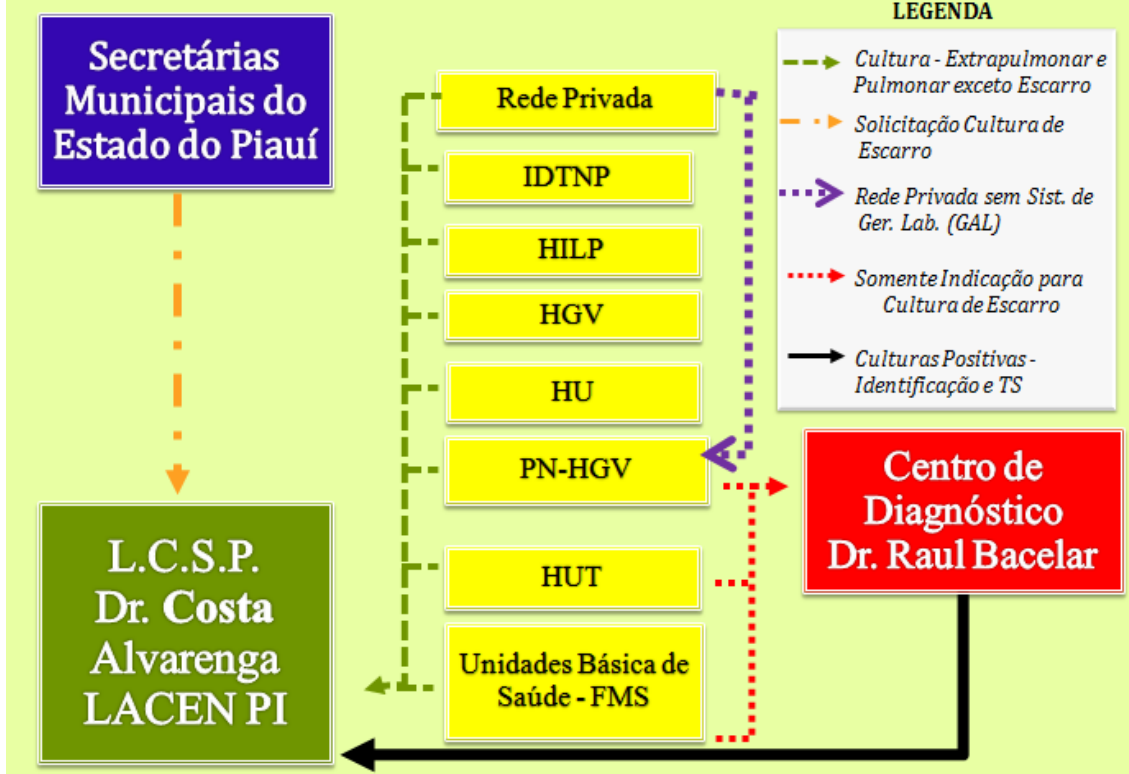 LEGENDA
Secretárias
Municipais do
Estado do Piauí
Rede Privada
IDTNP
HILP
HGV
HU
PN-HGV
HUT
Unidades Básica de
Saúde - FMS
L.C.S.P.
Dr. Costa
Alvarenga
LACEN PI
Cultura - Extrapulmonar e
Pulmonar exceto Escarro
Solicitação Cultura de
Escarro
Rede Privada sem Sist. de
Ger. Lab. (GAL)
Somente Indicação para
Cultura de Escarro
Culturas Positivas -
Identificação e TS
Centro de
Diagnóstico
Dr. Raul Bacelar